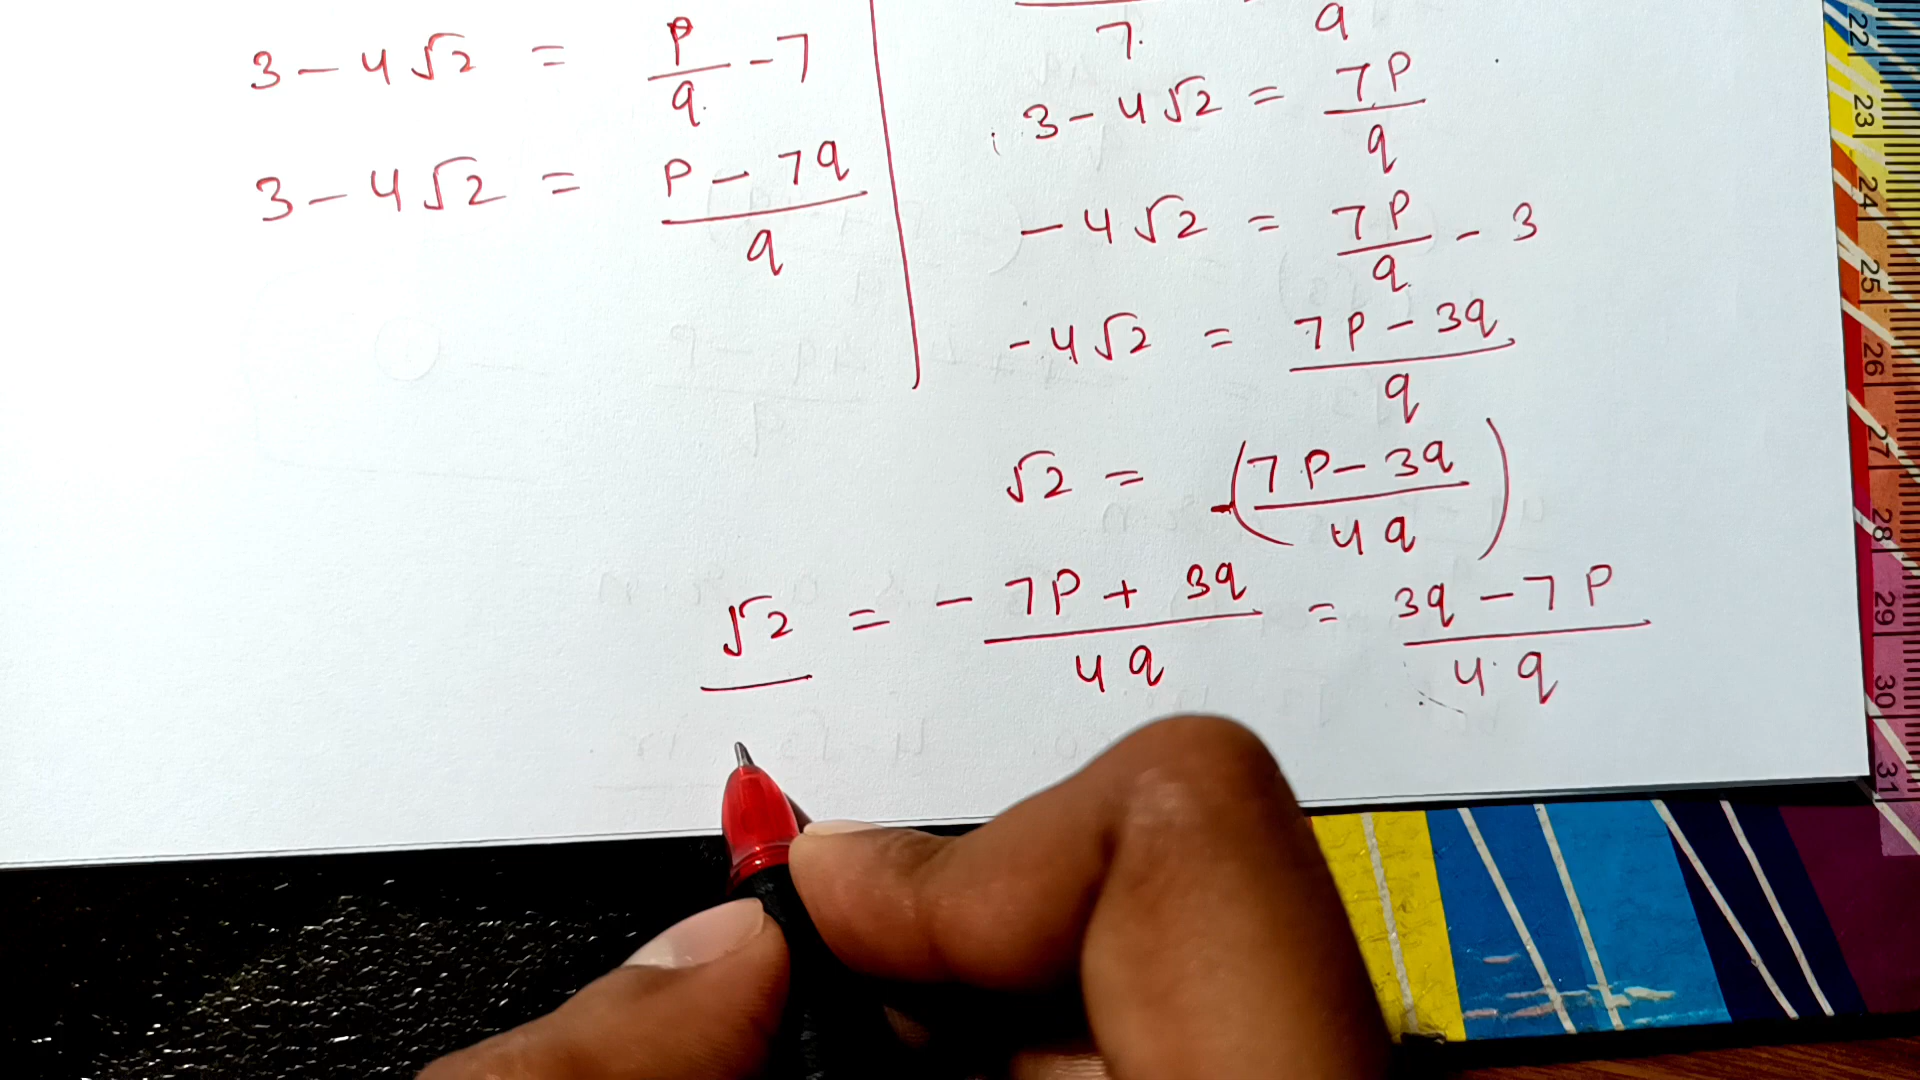 3 - 4√2 = p/q - 7
3 - 4√2 = (p - 7q)/q
7 q
3 - 4√2 = 7p/q
- 4√2 = 7p/q - 3
- 4√2 = (7p - 3q)/q
√2 = -((7p - 3q)/4q)
√2 = (- 7p + 3q)/4q = (3q - 7p)/4q
22
23
24
25
26
27
28
29
30
31